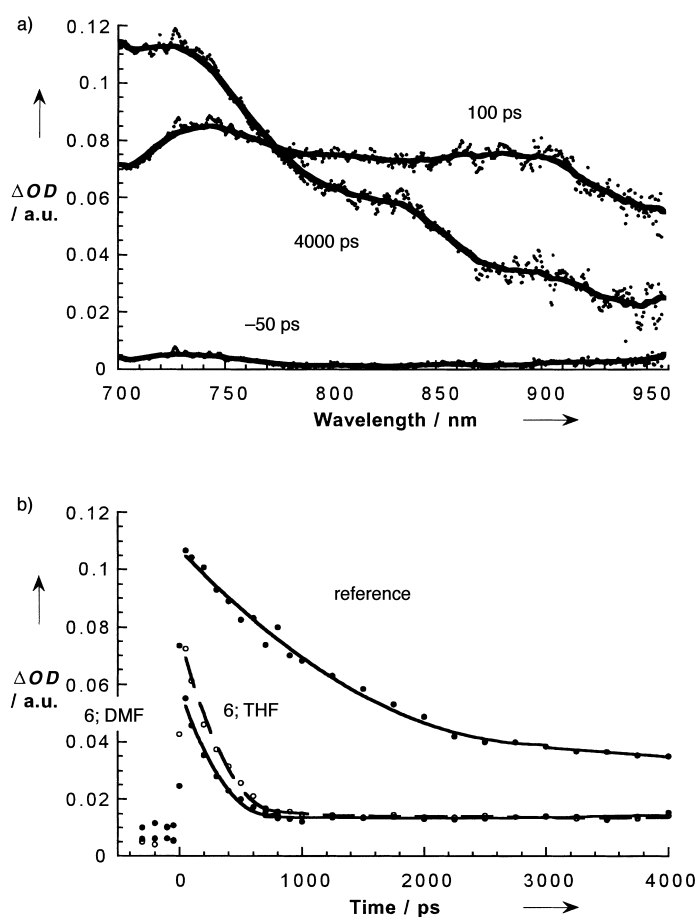 a)
0.12
0.1
0.08
100 ps
ΔOD
/ a.u.
0.06
4000 ps
0.04
0.02
–50 ps
0
700 750 800 850 900 950
Wavelength / nm
b)
0.12
0.1
reference
0.08
ΔOD
/ a.u.
0.06
6; DMF
6; THF
0.04
0.02
0
0 1000 2000 3000 4000
Time / ps